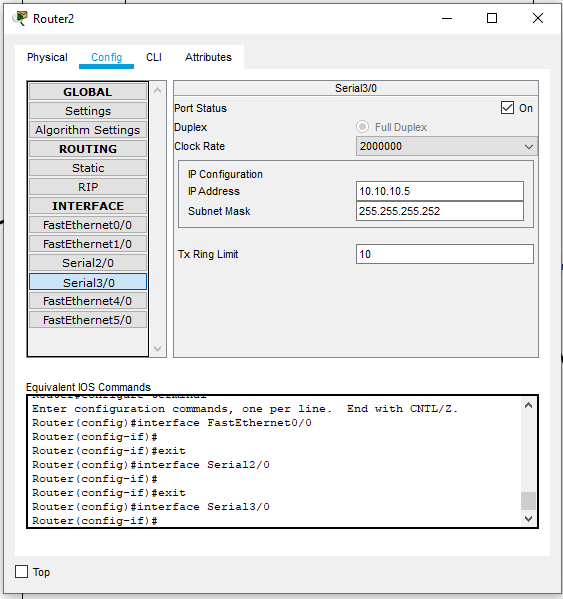 Router2
Physical Config CLI Attributes
GLOBAL
Settings
Algorithm Settings
ROUTING
Static
RIP
INTERFACE
FastEthernet0/0
FastEthernet1/0
Serial2/0
Serial3/0
FastEthernet4/0
FastEthernet5/0
Serial3/0
Port Status On
Duplex Full Duplex
Clock Rate 2000000
IP Configuration
IP Address 10.10.10.5
Subnet Mask 255.255.255.252
Tx Ring Limit 10
Equivalent IOS Commands
Router#configure terminal
Enter configuration commands, one per line.  End with CNTL/Z.
Router(config)#interface FastEthernet0/0
Router(config-if)#
Router(config-if)#exit
Router(config)#interface Serial2/0
Router(config-if)#
Router(config-if)#exit
Router(config)#interface Serial3/0
Router(config-if)#
Top